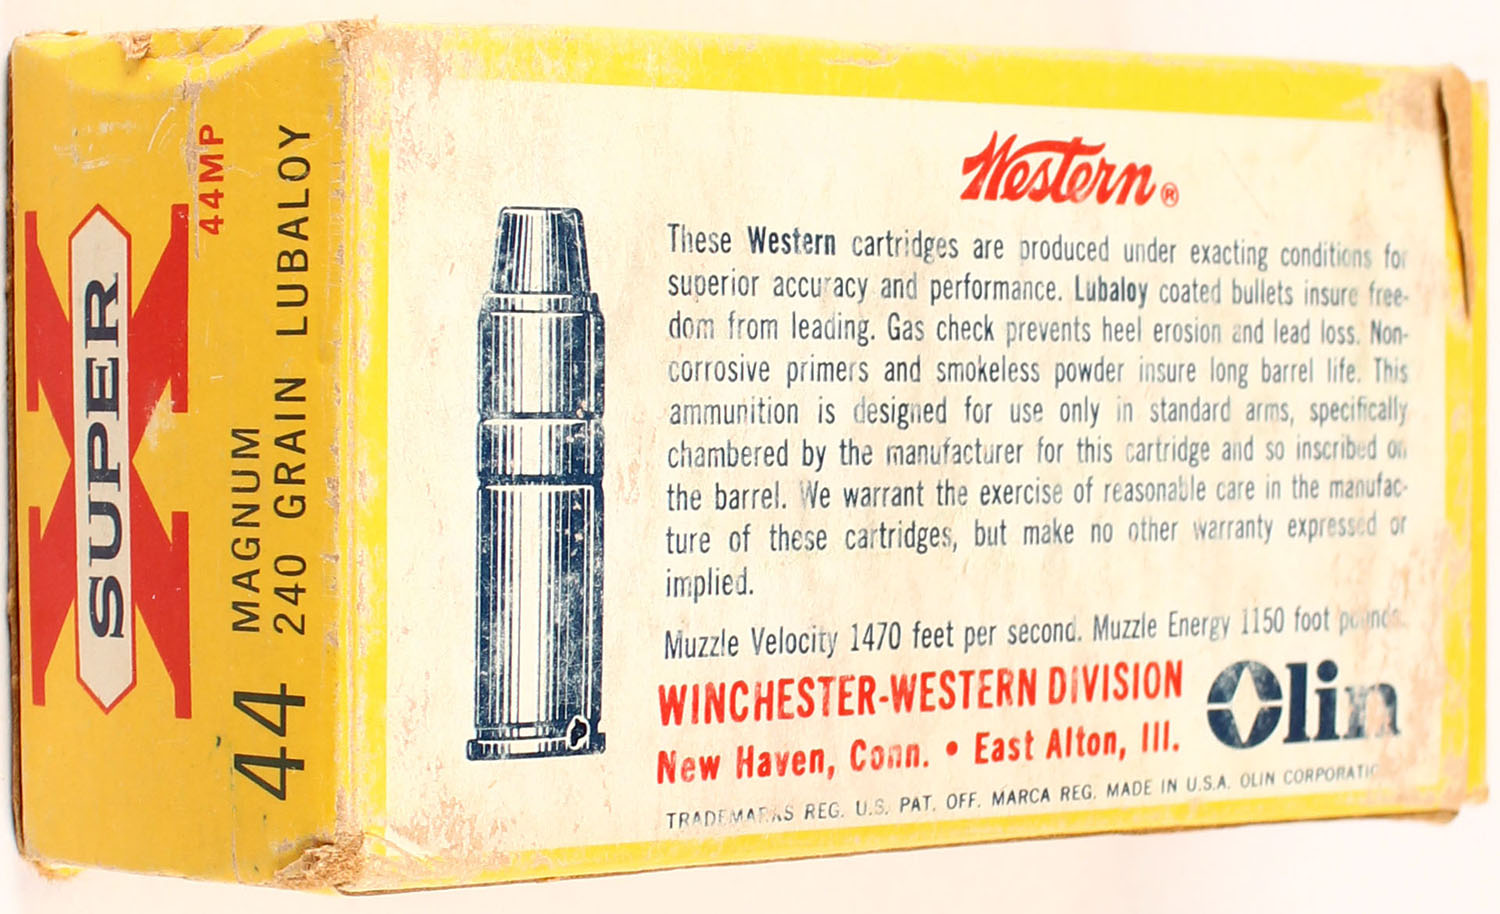 SUPER
X
44MP
44 MAGNUM
240 GRAIN LUBALOY
Western®
These Western cartridges are produced under exacting conditions for
superior accuracy and performance. Lubaloy coated bullets insure free-
dom from leading. Gas check prevents heel erosion and lead loss. Non-
corrosive primers and smokeless powder insure long barrel life. This
ammunition is designed for use only in standard arms, specifically
chambered by the manufacturer for this cartridge and so inscribed on
the barrel. We warrant the exercise of reasonable care in the manufac-
ture of these cartridges, but make no other warranty expressed or
implied.
Muzzle Velocity 1470 feet per second. Muzzle Energy 1150 foot pounds.
WINCHESTER-WESTERN DIVISION
New Haven, Conn. • East Alton, Ill.
Olin
TRADEMARKS REG. U.S. PAT. OFF. MARCA REG. MADE IN U.S.A. OLIN CORPORATIO